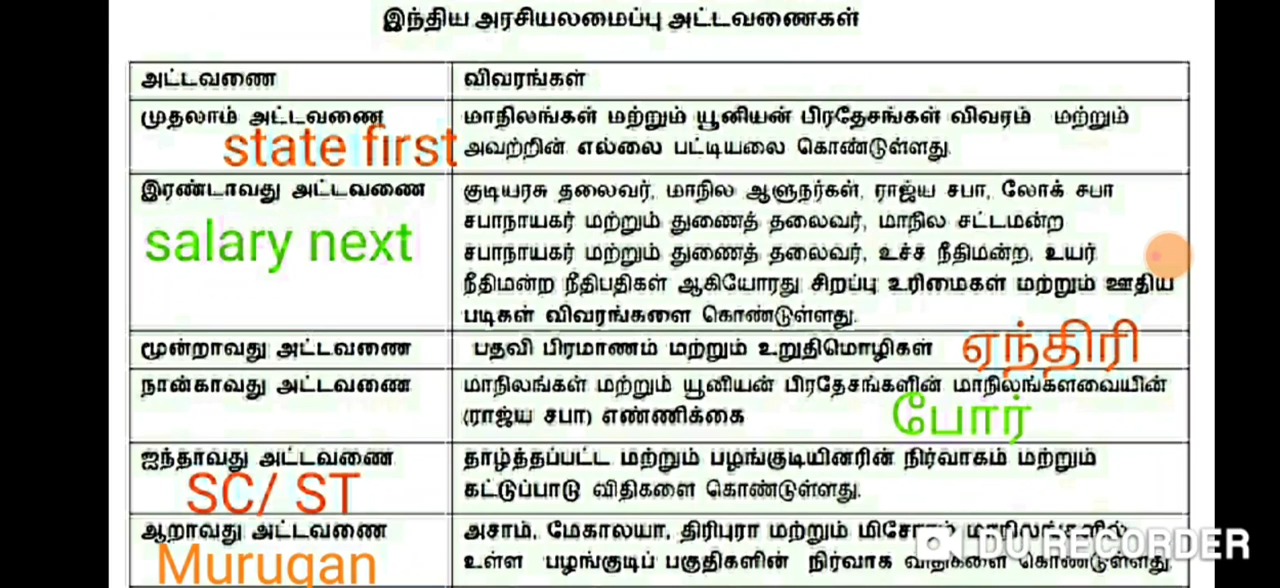 இந்திய அரசியலமைப்பு அட்டவணைகள்
அட்டவணை விவரங்கள்
முதலாம் அட்டவணை
state first
மாநிலங்கள் மற்றும் யூனியன் பிரதேசங்கள் விவரம் மற்றும்
அவற்றின் எல்லை பட்டியலை கொண்டுள்ளது.
இரண்டாவது அட்டவணை
salary next
குடியரசு தலைவர், மாநில ஆளுநர்கள், ராஜ்ய சபா, லோக் சபா
சபாநாயகர் மற்றும் துணைத் தலைவர், மாநில சட்டமன்ற
சபாநாயகர் மற்றும் துணைத் தலைவர், உச்ச நீதிமன்ற, உயர்
நீதிமன்ற நீதிபதிகள் ஆகியோரது சிறப்பு உரிமைகள் மற்றும் ஊதிய
படிகள் விவரங்களை கொண்டுள்ளது.
மூன்றாவது அட்டவணை
பதவி பிரமாணம் மற்றும் உறுதிமொழிகள்
ஏந்திரி
நான்காவது அட்டவணை
மாநிலங்கள் மற்றும் யூனியன் பிரதேசங்களின் மாநிலங்களவையின்
(ராஜ்ய சபா) எண்ணிக்கை
போர்
ஐந்தாவது அட்டவணை
SC/ ST
தாழ்த்தப்பட்ட மற்றும் பழங்குடியினரின் நிர்வாகம் மற்றும்
கட்டுப்பாடு விதிகளை கொண்டுள்ளது.
ஆறாவது அட்டவணை
Murugan
அசாம், மேகாலயா, திரிபுரா மற்றும் மிசோரம் மாநிலங்களில்
உள்ள பழங்குடிப் பகுதிகளின் நிர்வாக விதிகளை கொண்டுள்ளது.
DU RECORDER